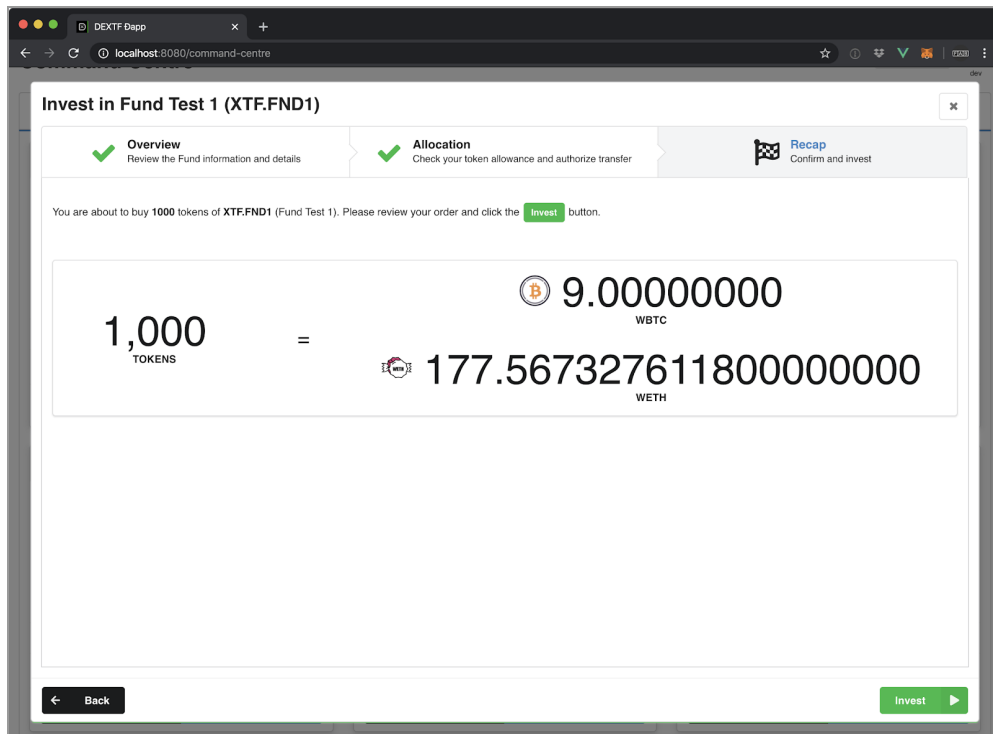 DEXTF Ðapp
localhost:8080/command-centre
Command Centre
dev
Invest in Fund Test 1 (XTF.FND1)
Overview
Review the Fund information and details
Allocation
Check your token allowance and authorize transfer
Recap
Confirm and invest
You are about to buy 1000 tokens of XTF.FND1 (Fund Test 1). Please review your order and click the Invest button.
9.00000000
WBTC
1,000
TOKENS
=
177.567327611800000000
WETH
Back
Invest